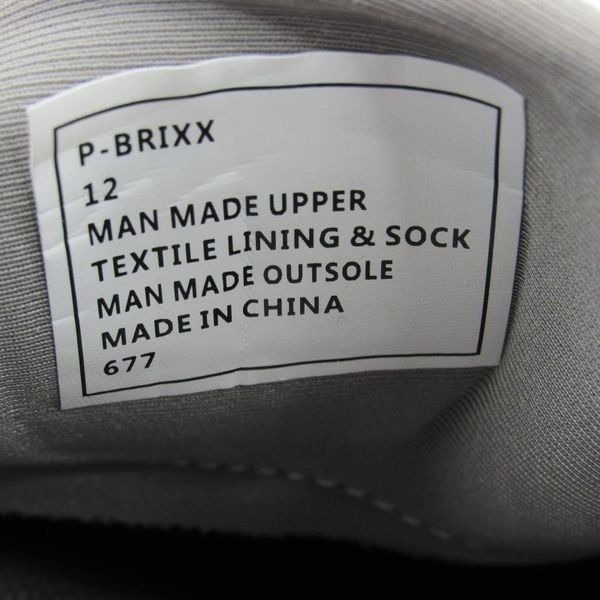 P-BRIXX
12
MAN MADE UPPER
TEXTILE LINING & SOCK
MAN MADE OUTSOLE
MADE IN CHINA
677